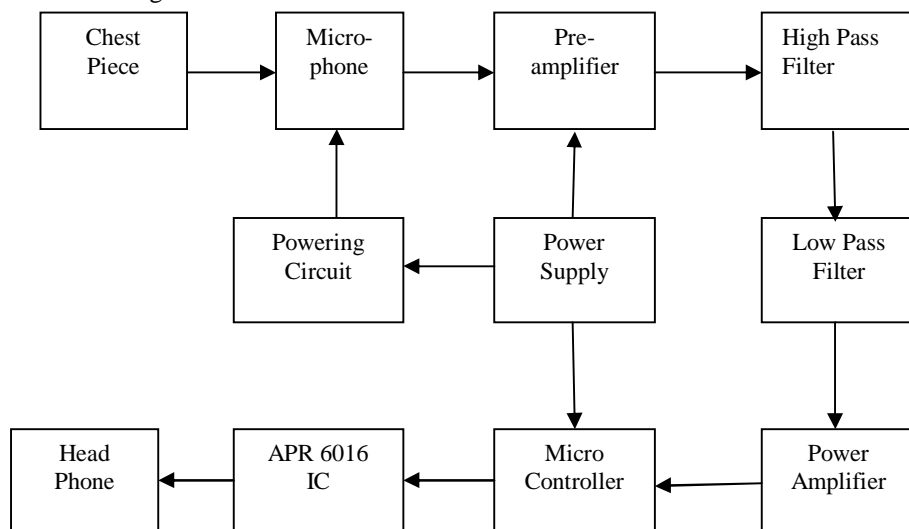 Chest
Piece
Micro-
phone
Pre-
amplifier
High Pass
Filter
Powering
Circuit
Power
Supply
Low Pass
Filter
Head
Phone
APR 6016
IC
Micro
Controller
Power
Amplifier